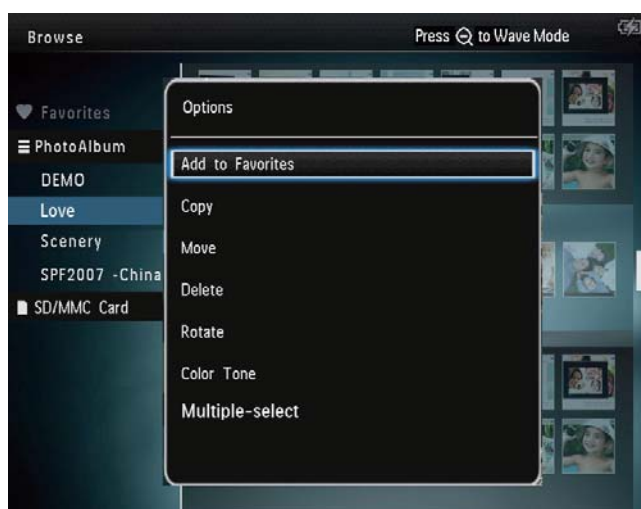 Browse
Press to Wave Mode
Favorites
PhotoAlbum
DEMO
Love
Scenery
SPF2007 -China
SD/MMC Card
Options
Add to Favorites
Copy
Move
Delete
Rotate
Color Tone
Multiple-select